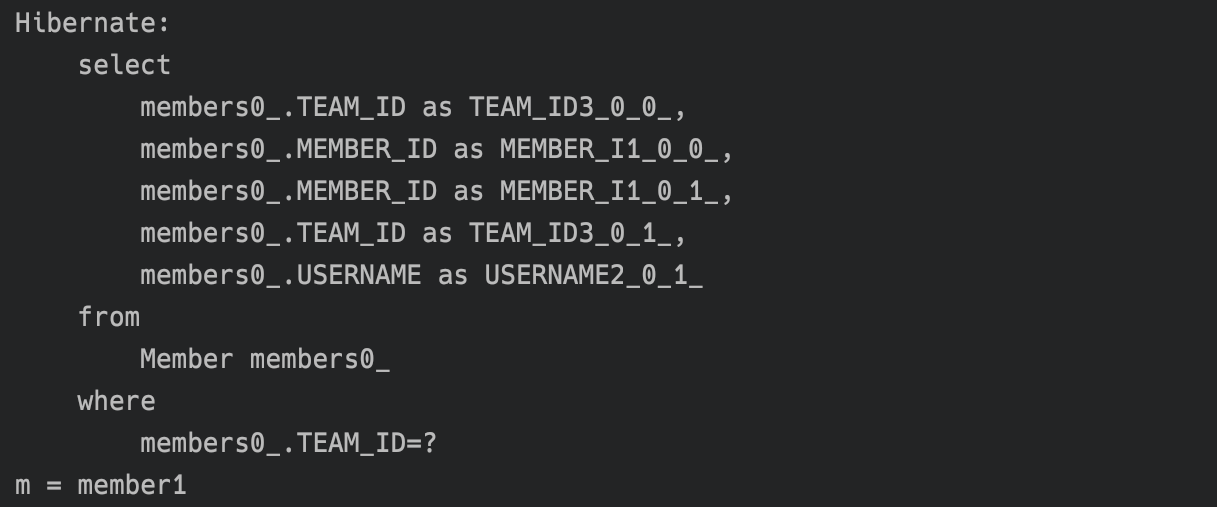 Hibernate:
    select
        members0_.TEAM_ID as TEAM_ID3_0_0_,
        members0_.MEMBER_ID as MEMBER_I1_0_0_,
        members0_.MEMBER_ID as MEMBER_I1_0_1_,
        members0_.TEAM_ID as TEAM_ID3_0_1_,
        members0_.USERNAME as USERNAME2_0_1_
    from
        Member members0_
    where
        members0_.TEAM_ID=?
m = member1